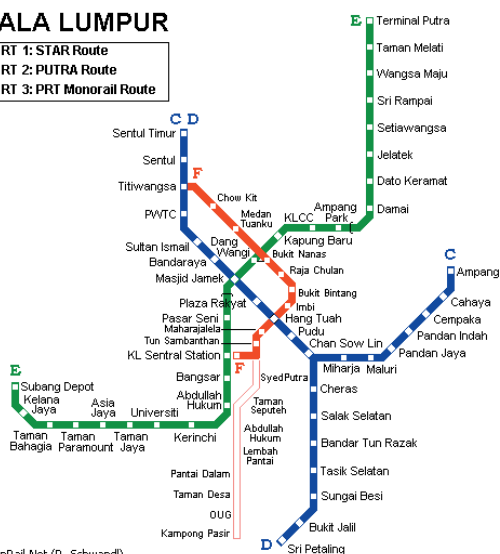 ALA LUMPUR
RT 1: STAR Route
RT 2: PUTRA Route
RT 3: PRT Monorail Route
E
Terminal Putra
Taman Melati
Wangsa Maju
Sri Rampai
Setiawangsa
Jelatek
Dato Keramat
Damai
Ampang
Park
KLCC
Kapung Baru
C D
Sentul Timur
Sentul
Titiwangsa
F
PWTC
Chow Kit
Medan
Tuanku
Sultan Ismail
Dang
Wangi
Bukit Nanas
Bandaraya
Masjid Jamek
Raja Chulan
Bukit Bintang
Imbi
Plaza Rakyat
Hang Tuah
Pasar Seni
Pudu
Maharajalela
Tun Sambanthan
KL Sentral Station
F
Chan Sow Lin
C
Ampang
Cahaya
Cempaka
Pandan Indah
Pandan Jaya
Miharja
Maluri
E
Subang Depot
Kelana
Jaya
Asia
Jaya
Universiti
Bangsar
Abdullah
Hukum
Taman
Bahagia
Taman
Paramount
Taman
Jaya
Kerinchi
SyedPutra
Taman
Seputeh
Abdullah
Hukum
Lembah
Pantai
Pantai Dalam
Taman Desa
OUG
Kampong Pasir
Cheras
Salak Selatan
Bandar Tun Razak
Tasik Selatan
Sungai Besi
Bukit Jalil
D
Sri Petaling